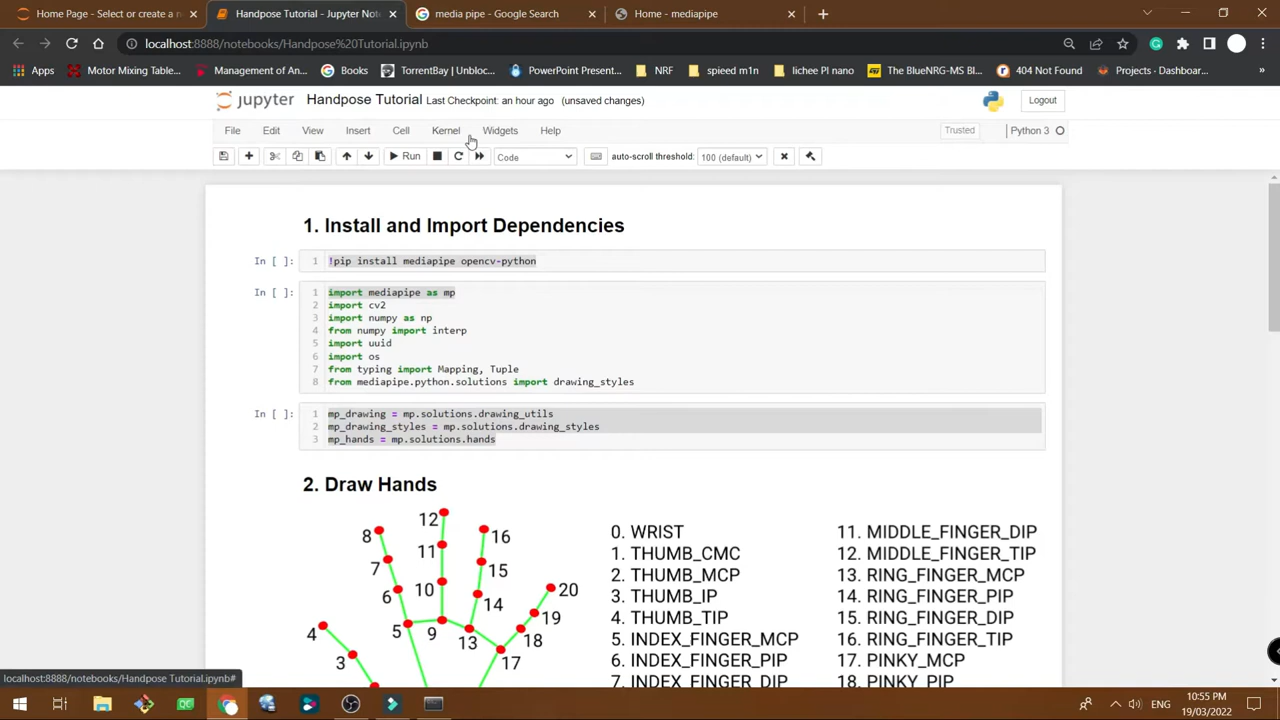 Home Page - Select or create a n
Handpose Tutorial - Jupyter Not
media pipe - Google Search
Home - mediapipe
localhost:8888/notebooks/Handpose%20Tutorial.ipynb
Apps
Motor Mixing Table...
Management of An...
Books
TorrentBay | Unbloc...
PowerPoint Present...
NRF
spieed m1n
lichee PI nano
The BlueNRG-MS Bl...
404 Not Found
Projects - Dashboar...
jupyter
Handpose Tutorial
Last Checkpoint: an hour ago
(unsaved changes)
Logout
File
Edit
View
Insert
Cell
Kernel
Widgets
Help
Trusted
Python 3
Run
Code
auto-scroll threshold:
100 (default)
1. Install and Import Dependencies
In [ ]:
1 !pip install mediapipe opencv-python
In [ ]:
1 import mediapipe as mp
2 import cv2
3 import numpy as np
4 from numpy import interp
5 import uuid
6 import os
7 from typing import Mapping, Tuple
8 from mediapipe.python.solutions import drawing_styles
In [ ]:
1 mp_drawing = mp.solutions.drawing_utils
2 mp_drawing_styles = mp.solutions.drawing_styles
3 mp_hands = mp.solutions.hands
2. Draw Hands
12
8
16
11
7
15
10
20
6
14
19
5
9
13
18
4
17
3
0. WRIST
1. THUMB_CMC
2. THUMB_MCP
3. THUMB_IP
4. THUMB_TIP
5. INDEX_FINGER_MCP
6. INDEX_FINGER_PIP
7. INDEX_FINGER_DIP
11. MIDDLE_FINGER_DIP
12. MIDDLE_FINGER_TIP
13. RING_FINGER_MCP
14. RING_FINGER_PIP
15. RING_FINGER_DIP
16. RING_FINGER_TIP
17. PINKY_MCP
18. PINKY_PIP
localhost:8888/notebooks/Handpose Tutorial.ipynb#
QC
ENG
10:55 PM
19/03/2022